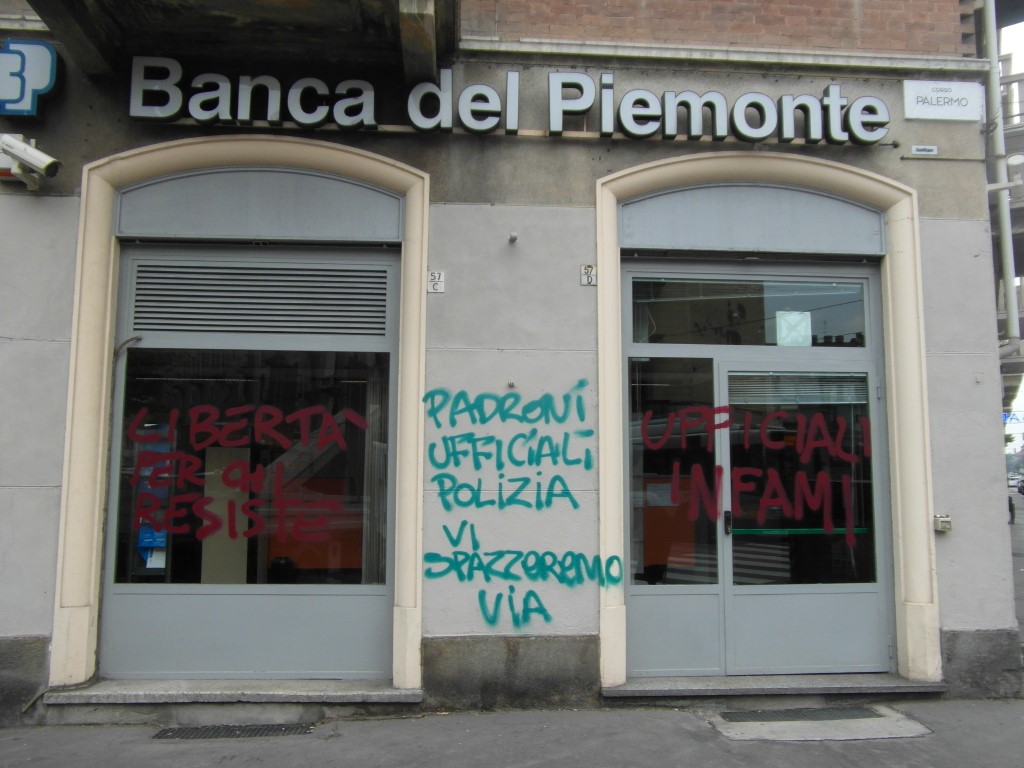 Banca del Piemonte
CORSO
PALERMO
57
C
57
D
LIBERTA'
PER CHI
RESISTE
PADRONI
UFFICIALI
POLIZIA
VI
SPAZZEREMO
VIA
UFFICIALI
INFAMI